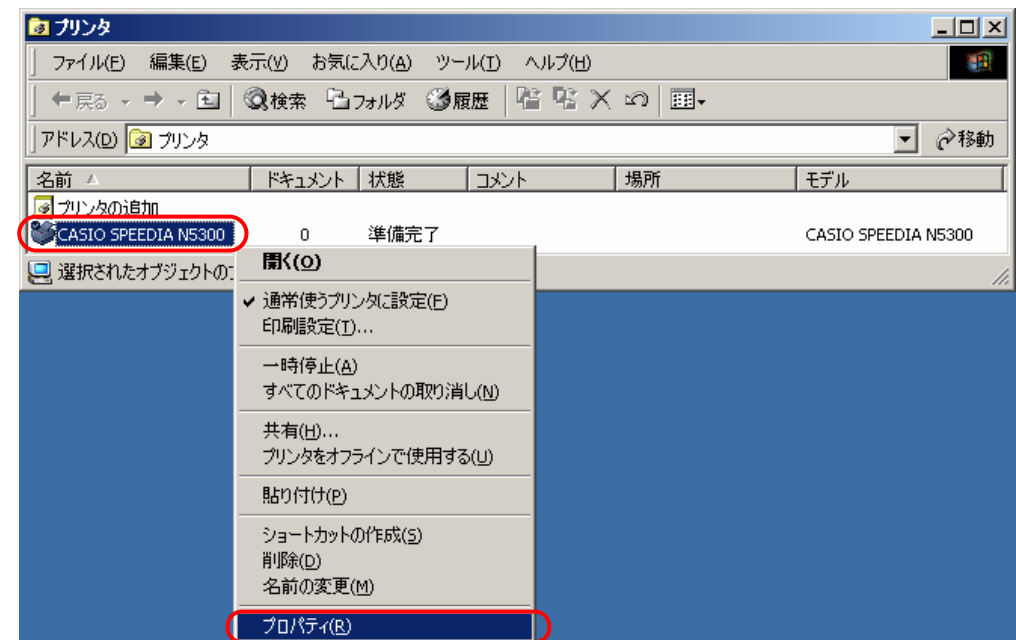 プリンタ
ファイル(F) 編集(E) 表示(V) お気に入り(A) ツール(T) ヘルプ(H)
戻る 検索 フォルダ 履歴
アドレス(D) プリンタ 移動
名前 ドキュメント 状態 コメント 場所 モデル
プリンタの追加
CASIO SPEEDIA N5300 0 準備完了 CASIO SPEEDIA N5300
選択されたオブジェクトの
開く(O)
通常使うプリンタに設定(F)
印刷設定(T)...
一時停止(A)
すべてのドキュメントの取り消し(N)
共有(H)...
プリンタをオフラインで使用する(U)
貼り付け(P)
ショートカットの作成(S)
削除(D)
名前の変更(M)
プロパティ(R)